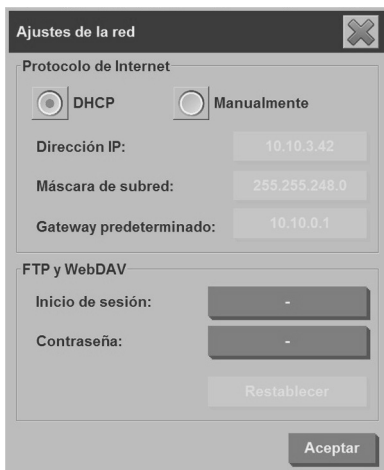 Ajustes de la red
Protocolo de Internet
DHCP Manualmente
Dirección IP: 10.10.3.42
Máscara de subred: 255.255.248.0
Gateway predeterminado: 10.10.0.1
FTP y WebDAV
Inicio de sesión: -
Contraseña: -
Restablecer
Aceptar